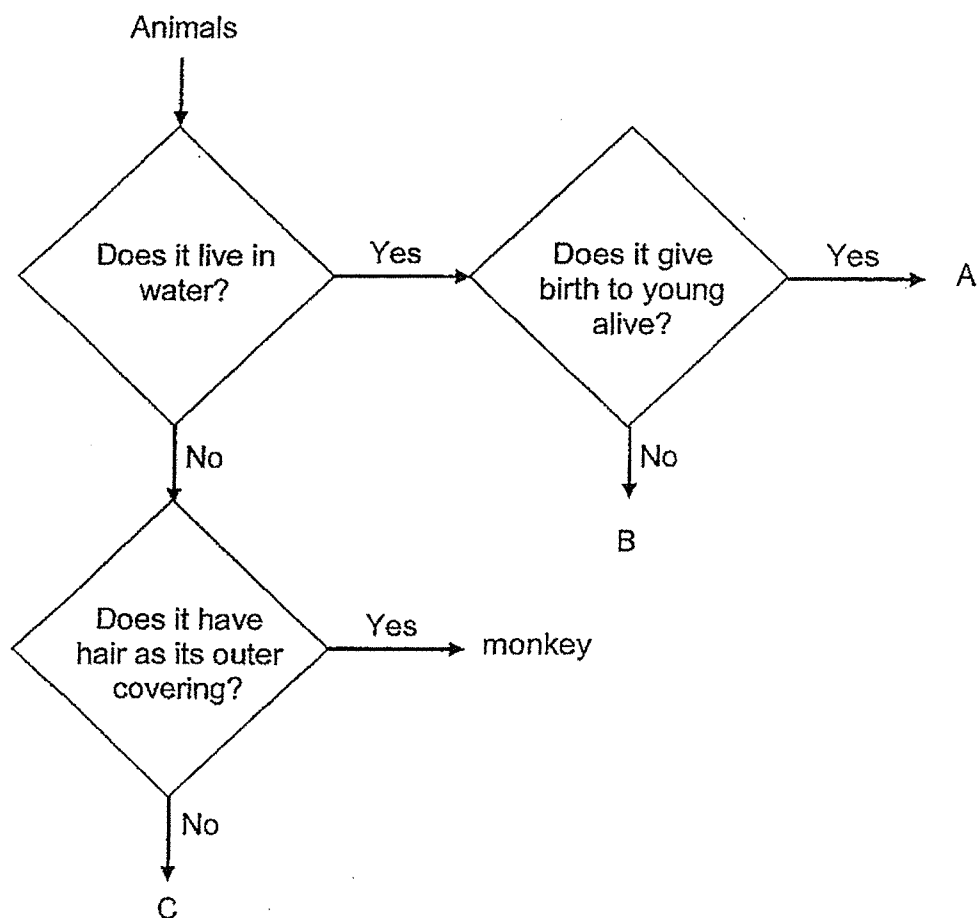 Animals
Does it live in
water?
Yes
Does it give
birth to young
alive?
Yes
A
No
No
B
Does it have
hair as its outer
covering?
Yes
monkey
No
C